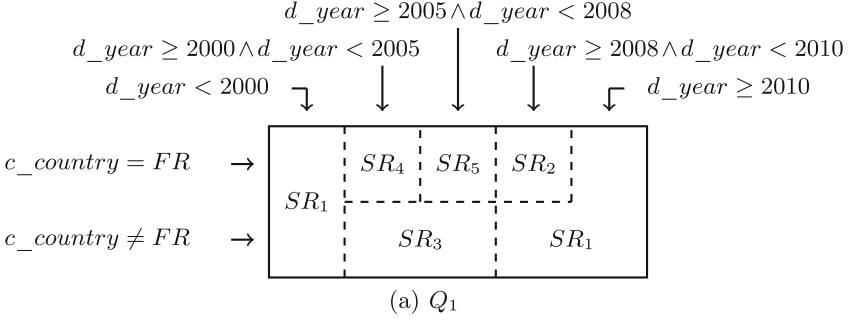 d_year ≥ 2005 ∧ d_year < 2008
d_year ≥ 2000 ∧ d_year < 2005 d_year ≥ 2008 ∧ d_year < 2010
d_year < 2000 d_year ≥ 2010
c_country = FR SR₄ SR₅ SR₂
SR₁
c_country ≠ FR SR₃ SR₁
(a) Q₁